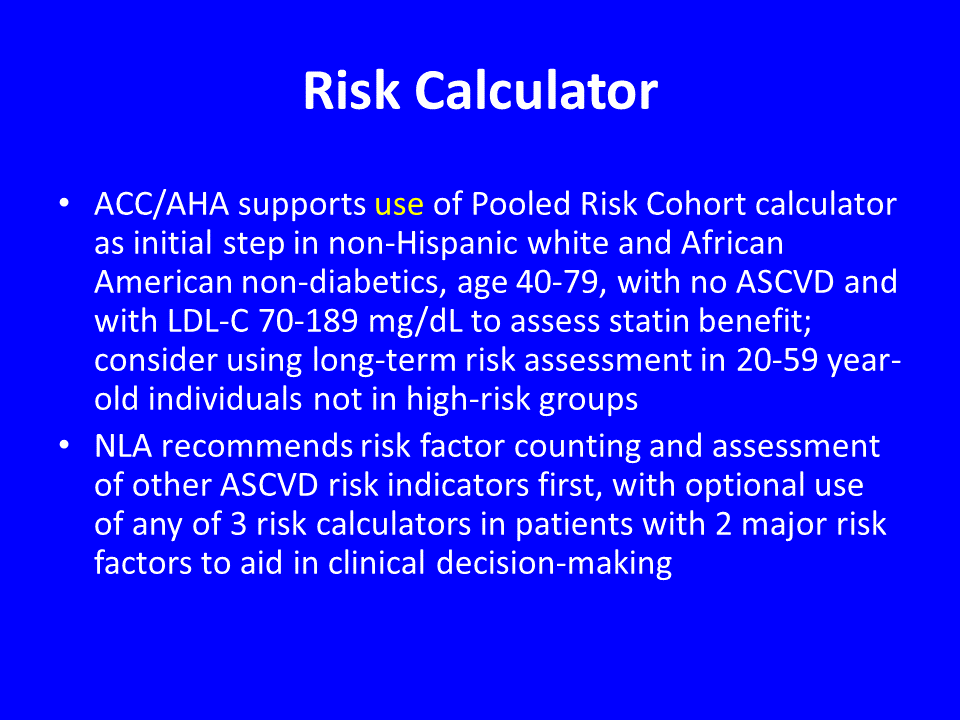 Risk Calculator
• ACC/AHA supports use of Pooled Risk Cohort calculator
as initial step in non-Hispanic white and African
American non-diabetics, age 40-79, with no ASCVD and
with LDL-C 70-189 mg/dL to assess statin benefit;
consider using long-term risk assessment in 20-59 year-
old individuals not in high-risk groups
• NLA recommends risk factor counting and assessment
of other ASCVD risk indicators first, with optional use
of any of 3 risk calculators in patients with 2 major risk
factors to aid in clinical decision-making